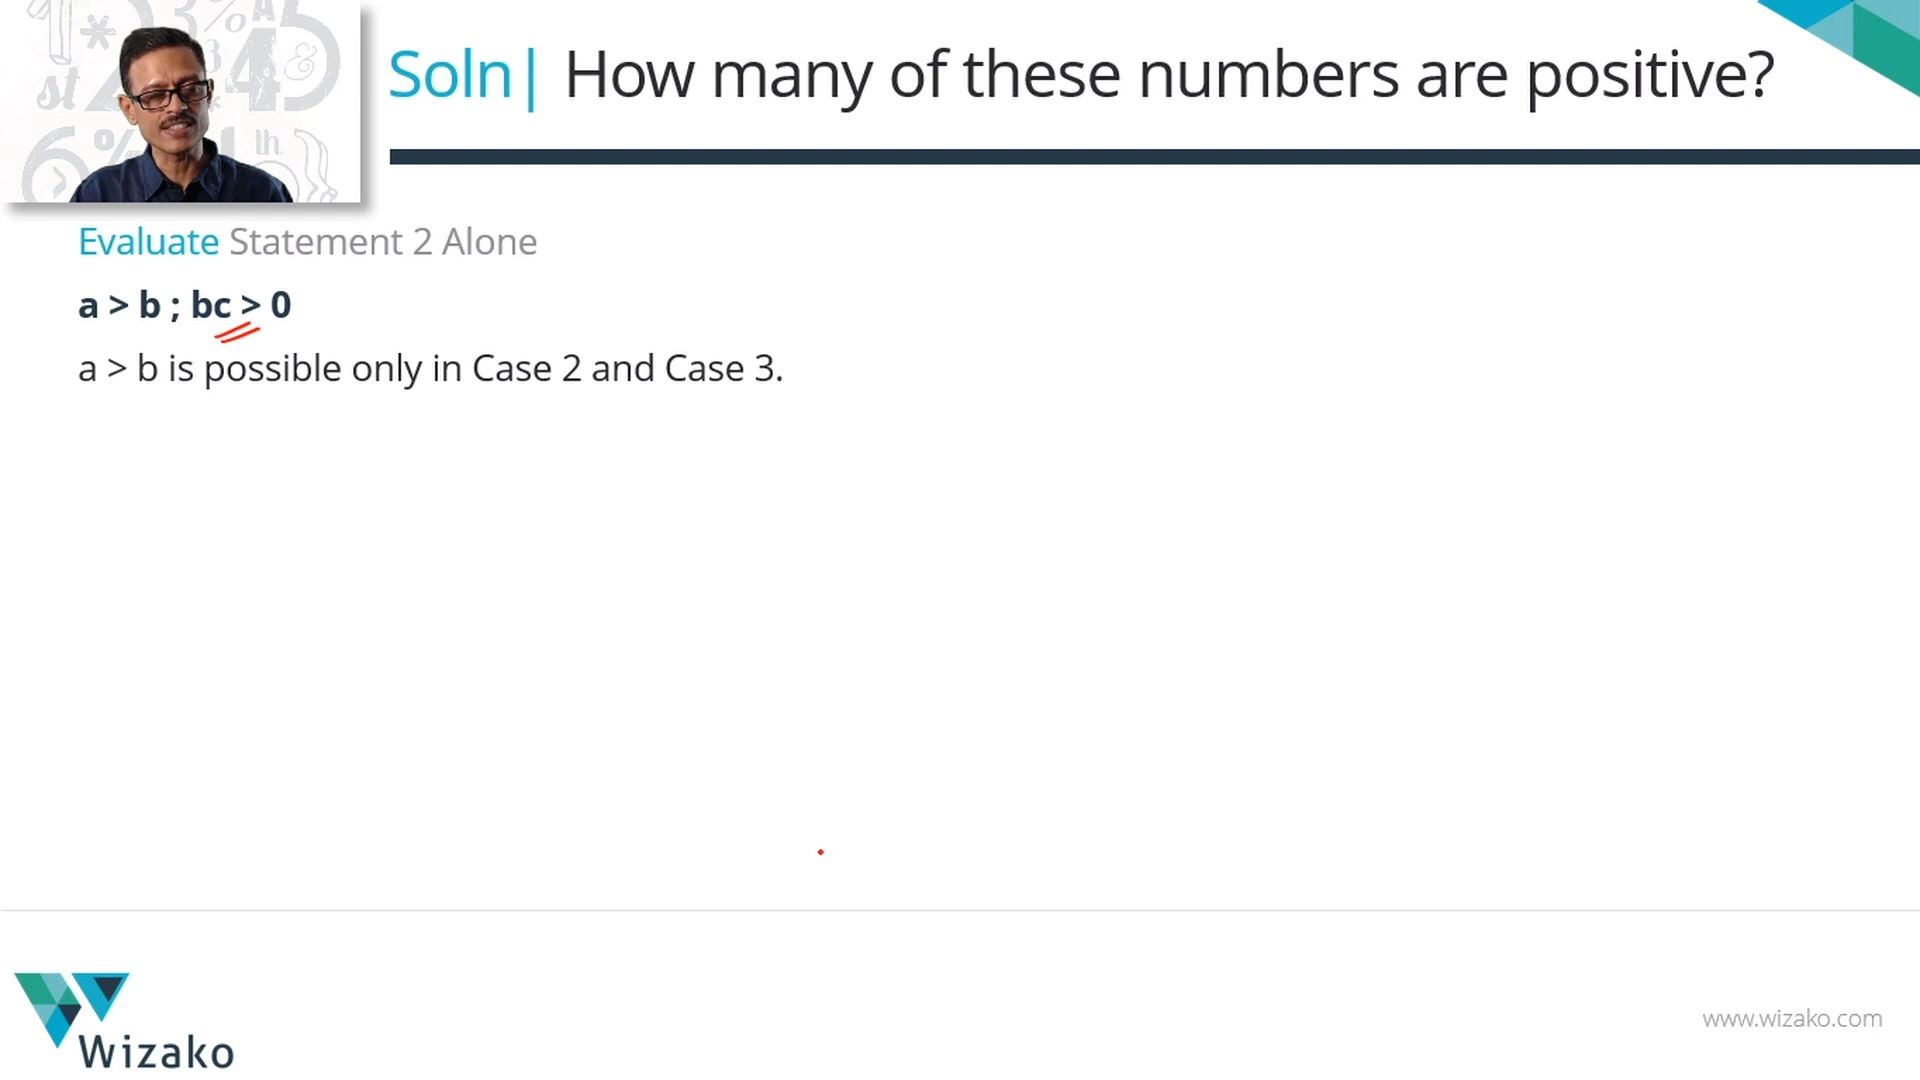 Soln| How many of these numbers are positive?
Evaluate Statement 2 Alone
a > b ; bc > 0
a > b is possible only in Case 2 and Case 3.
Wizako
www.wizako.com